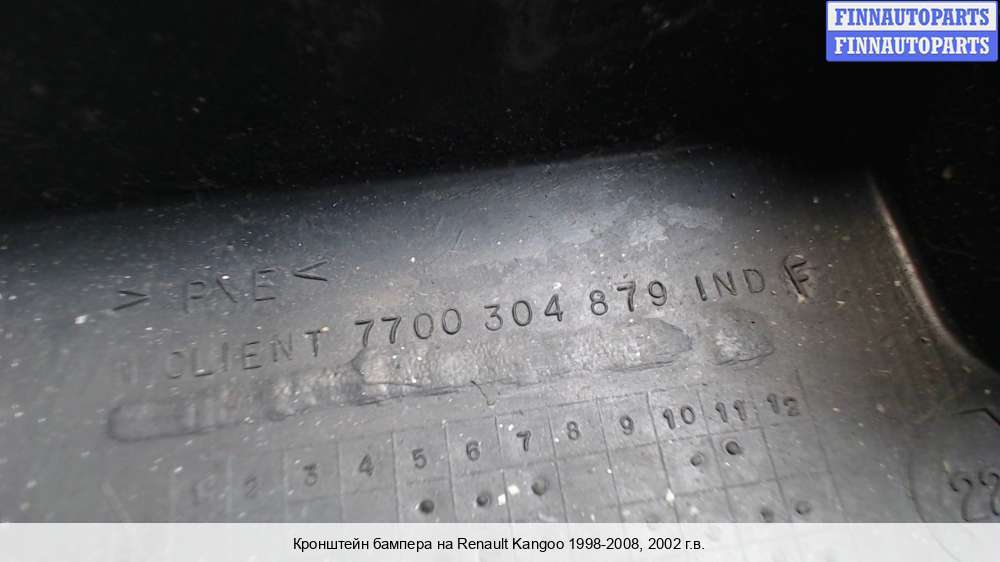 FINNAUTOPARTS
FINNAUTOPARTS
> P\E <
CLIENT 7700 304 879 IND. F
1 2 3 4 5 6 7 8 9 10 11 12
22
Кронштейн бампера на Renault Kangoo 1998-2008, 2002 г.в.